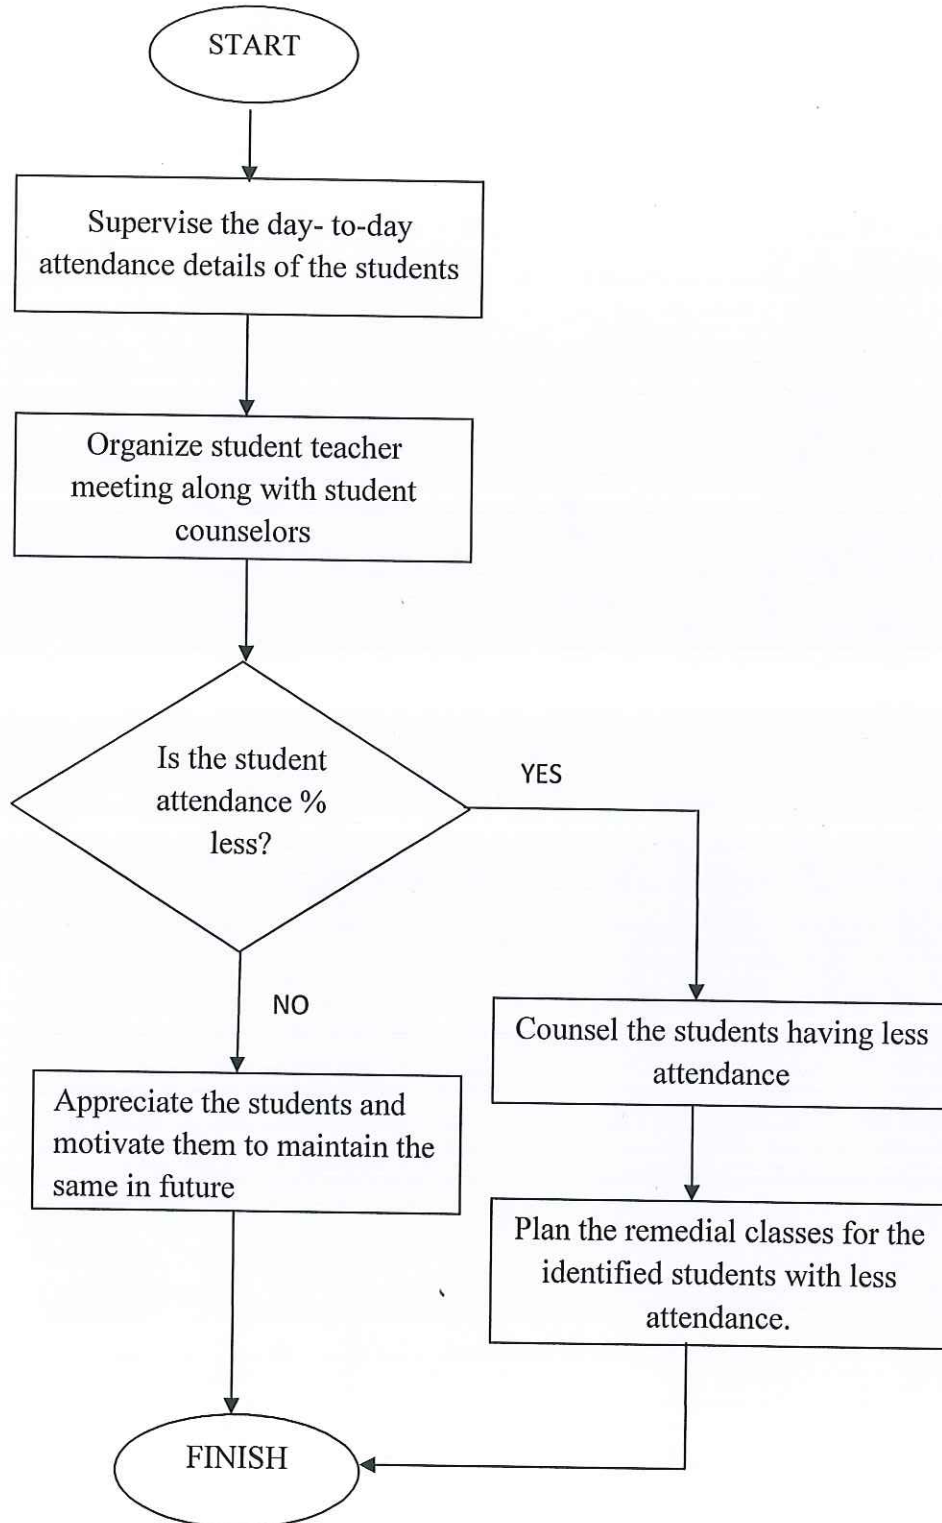 START
Supervise the day- to-day
attendance details of the students
Organize student teacher
meeting along with student
counselors
Is the student
attendance %
less?
YES
NO
Counsel the students having less
attendance
Appreciate the students and
motivate them to maintain the
same in future
Plan the remedial classes for the
identified students with less
attendance.
FINISH